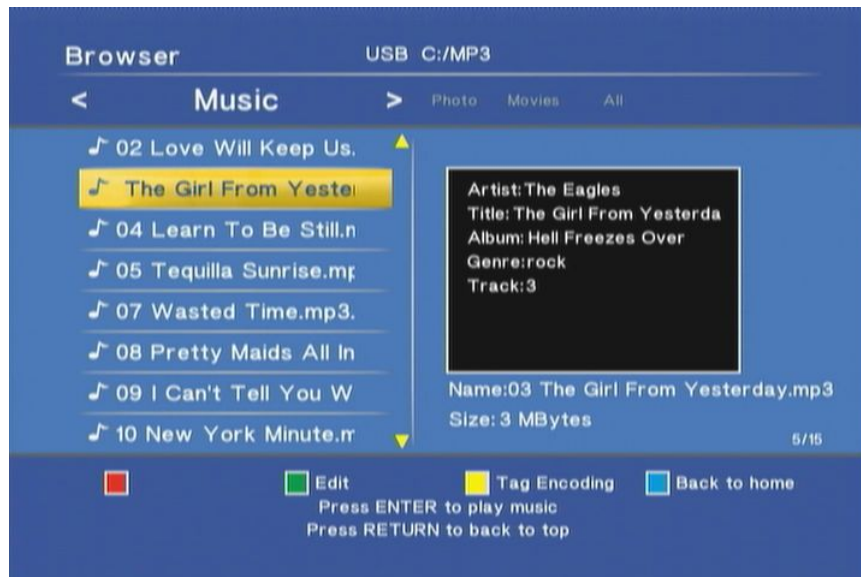 Browser
USB C:/MP3
< Music >
Photo Movies All
02 Love Will Keep Us.
The Girl From Yester
04 Learn To Be Still.m
05 Tequilla Sunrise.mp
07 Wasted Time.mp3.
08 Pretty Maids All In
09 I Can't Tell You W
10 New York Minute.m
Artist:The Eagles
Title:The Girl From Yesterda
Album:Hell Freezes Over
Genre:rock
Track:3
Name:03 The Girl From Yesterday.mp3
Size:3 MBytes
5/15
Edit
Tag Encoding
Back to home
Press ENTER to play music
Press RETURN to back to top